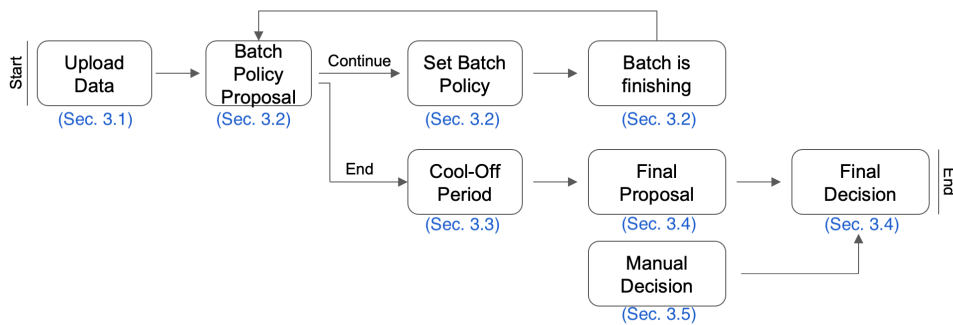 Start
Upload
Data
(Sec. 3.1)
Batch
Policy
Proposal
(Sec. 3.2)
Continue
Set Batch
Policy
(Sec. 3.2)
Batch is
finishing
(Sec. 3.2)
End
Cool-Off
Period
(Sec. 3.3)
Final
Proposal
(Sec. 3.4)
Final
Decision
(Sec. 3.4)
End
Manual
Decision
(Sec. 3.5)